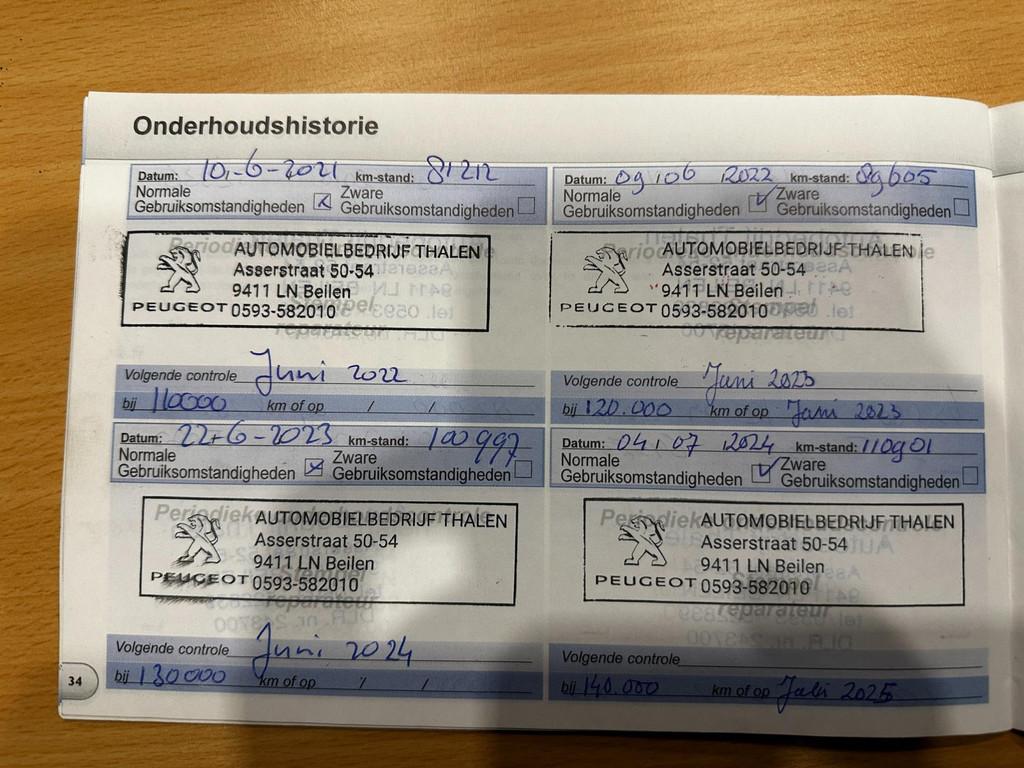 Onderhoudshistorie
Datum: 10-6-2021 km-stand: 81212
Normale Gebruiksomstandigheden ☒ Zware Gebruiksomstandigheden ☐
AUTOMOBIELBEDRIJF THALEN
Asserstraat 50-54
9411 LN Beilen
PEUGEOT 0593-582010
Volgende controle Juni 2022
bij 110000 km of op / /
Datum: 09/06 2022 km-stand: 89605
Normale Gebruiksomstandigheden ☑ Zware Gebruiksomstandigheden ☐
AUTOMOBIELBEDRIJF THALEN
Asserstraat 50-54
9411 LN Beilen
PEUGEOT 0593-582010
Volgende controle Juni 2023
bij 120.000 km of op Juni 2023
Datum: 22-6-2023 km-stand: 100997
Normale Gebruiksomstandigheden ☒ Zware Gebruiksomstandigheden ☐
AUTOMOBIELBEDRIJF THALEN
Asserstraat 50-54
9411 LN Beilen
PEUGEOT 0593-582010
Volgende controle Juni 2024
bij 130000 km of op / /
Datum: 04/07 2024 km-stand: 110901
Normale Gebruiksomstandigheden ☑ Zware Gebruiksomstandigheden ☐
AUTOMOBIELBEDRIJF THALEN
Asserstraat 50-54
9411 LN Beilen
PEUGEOT 0593-582010
Volgende controle
bij 140.000 km of op Juli 2025
34